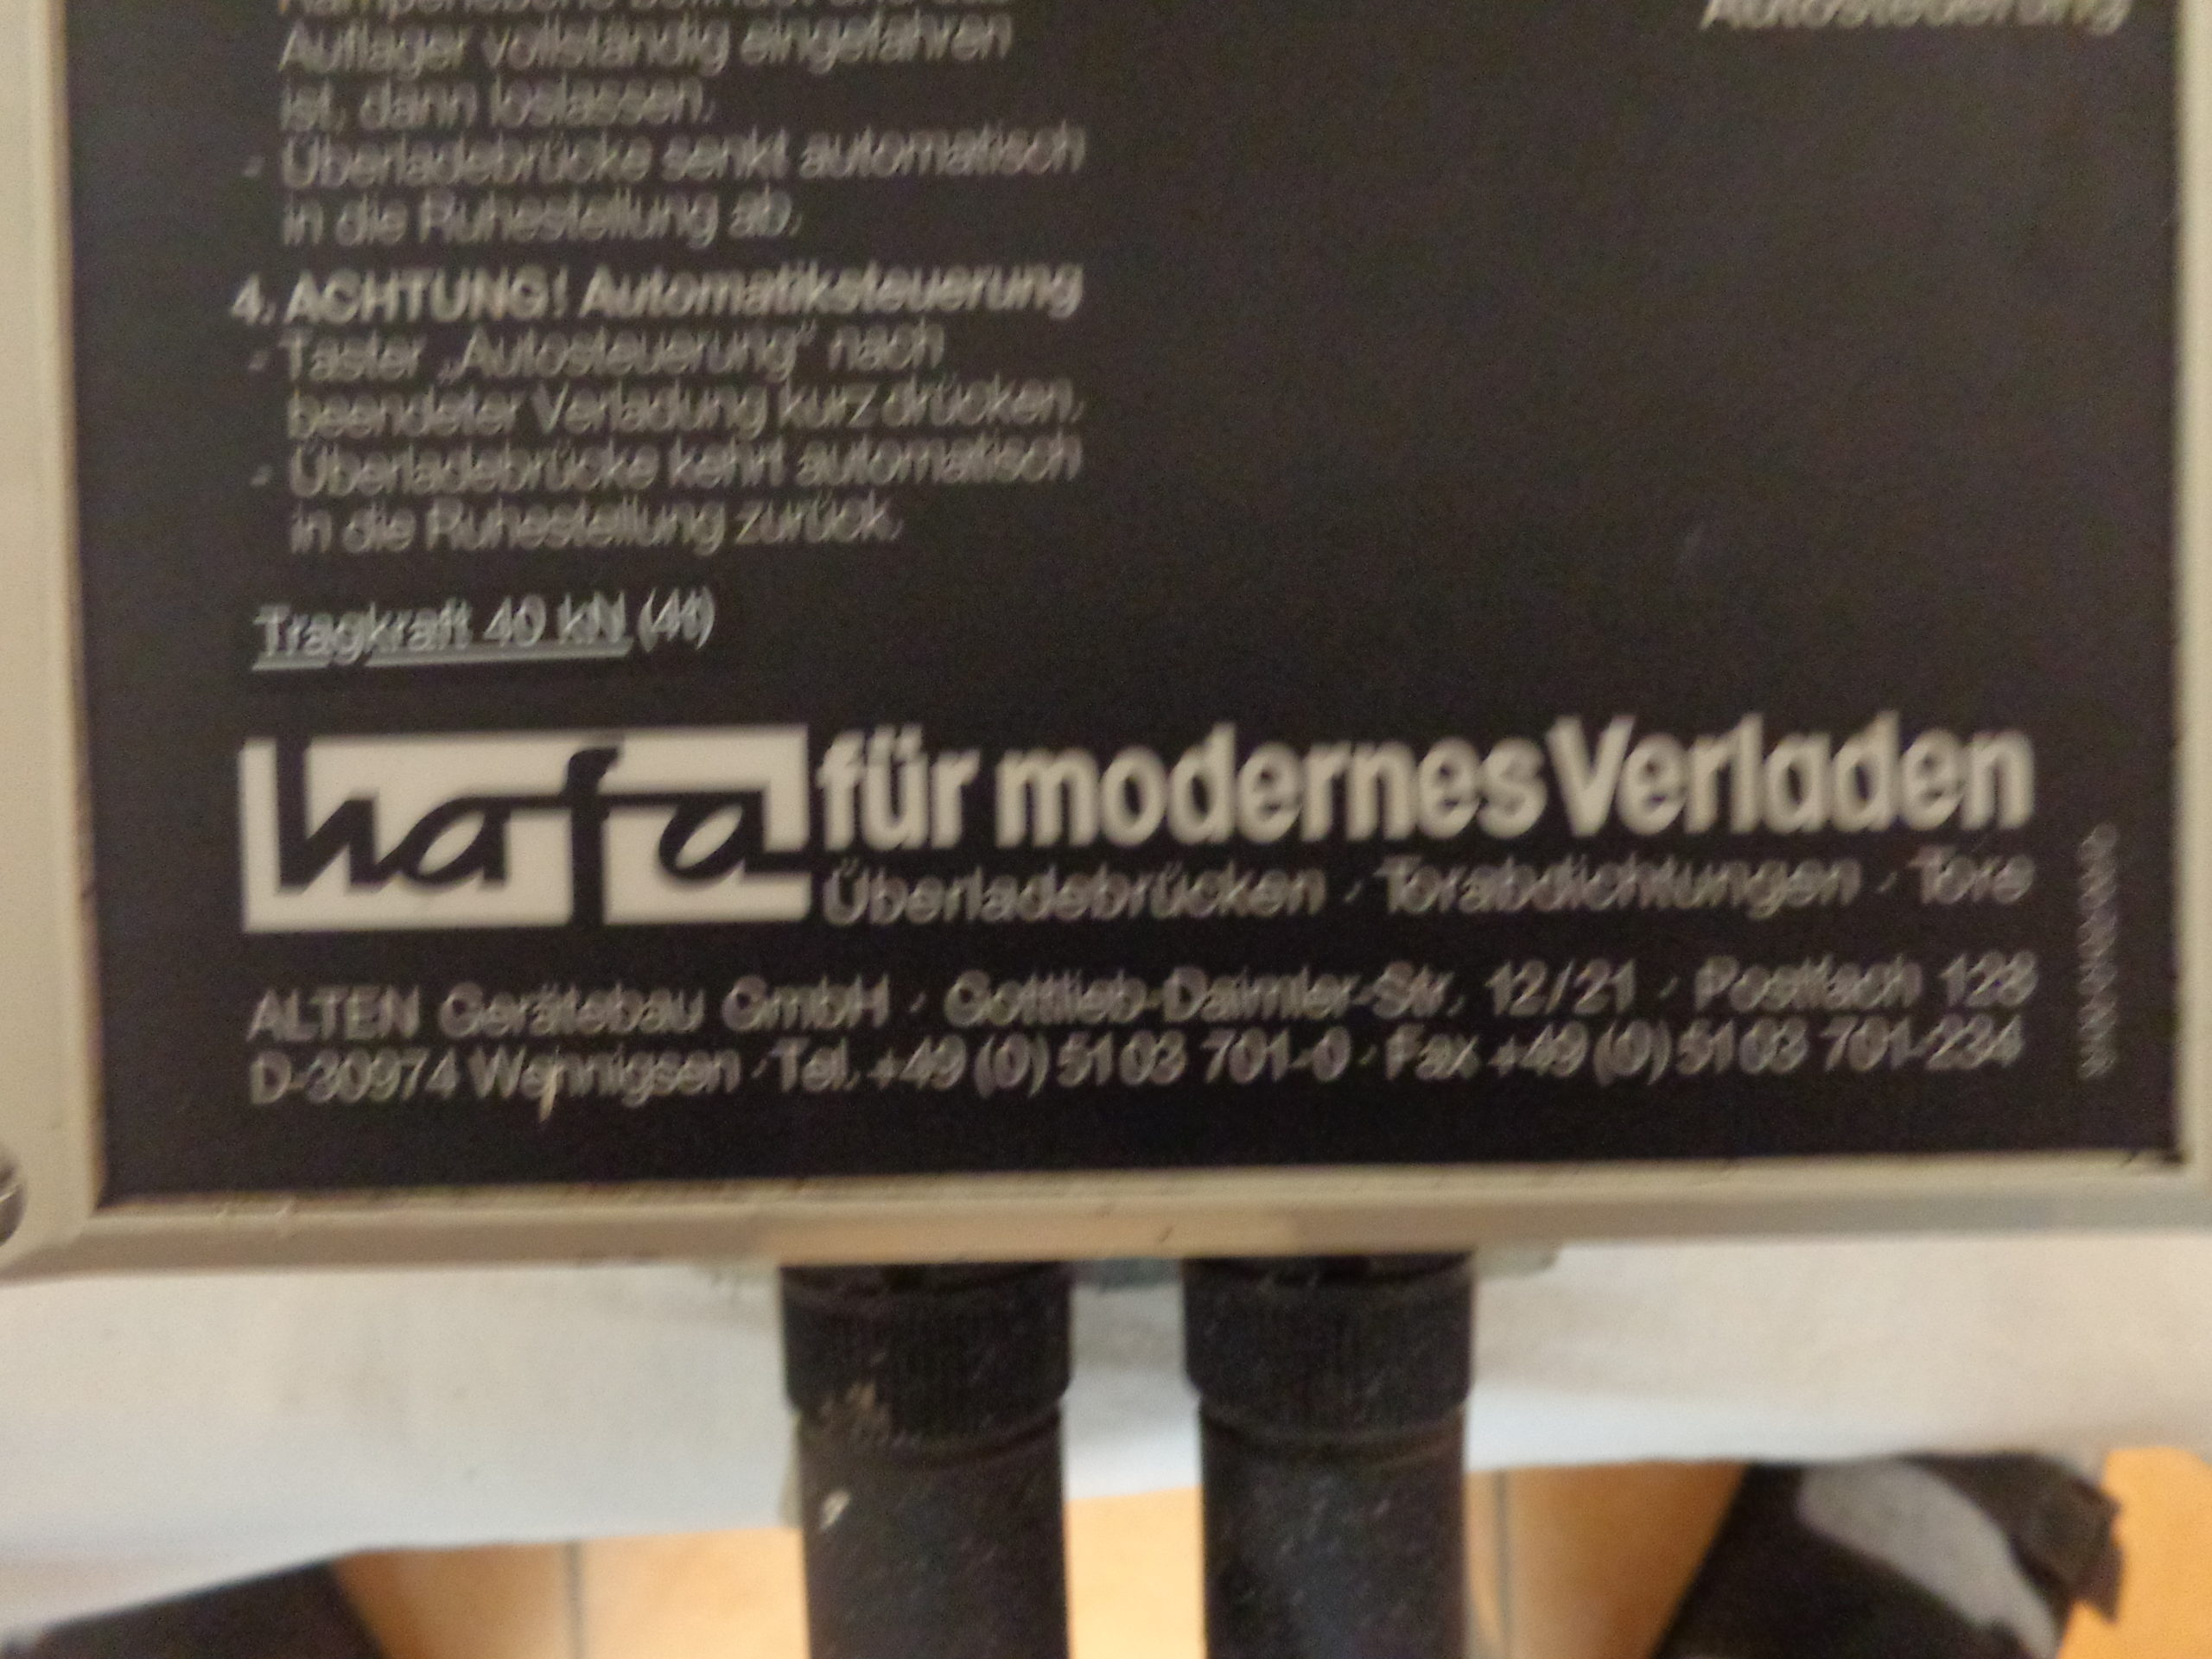 Autosteuerung
Auflager vollständig eingefahren
ist, dann loslassen.
- Überladebrücke senkt automatisch
in die Ruhestellung ab.
4. ACHTUNG! Automatiksteuerung
- Taster „Autosteuerung" nach
beendeter Verladung kurz drücken.
- Überladebrücke kehrt automatisch
in die Ruhestellung zurück.
Tragkraft 40 kN (4t)
hafa für modernes Verladen
Überladebrücken · Torabdichtungen · Tore
ALTEN Gerätebau GmbH · Gottlieb-Daimler-Str. 12/21 · Postfach 128
D-30974 Wennigsen · Tel. +49 (0) 5103 701-0 · Fax +49 (0) 5103 701-234